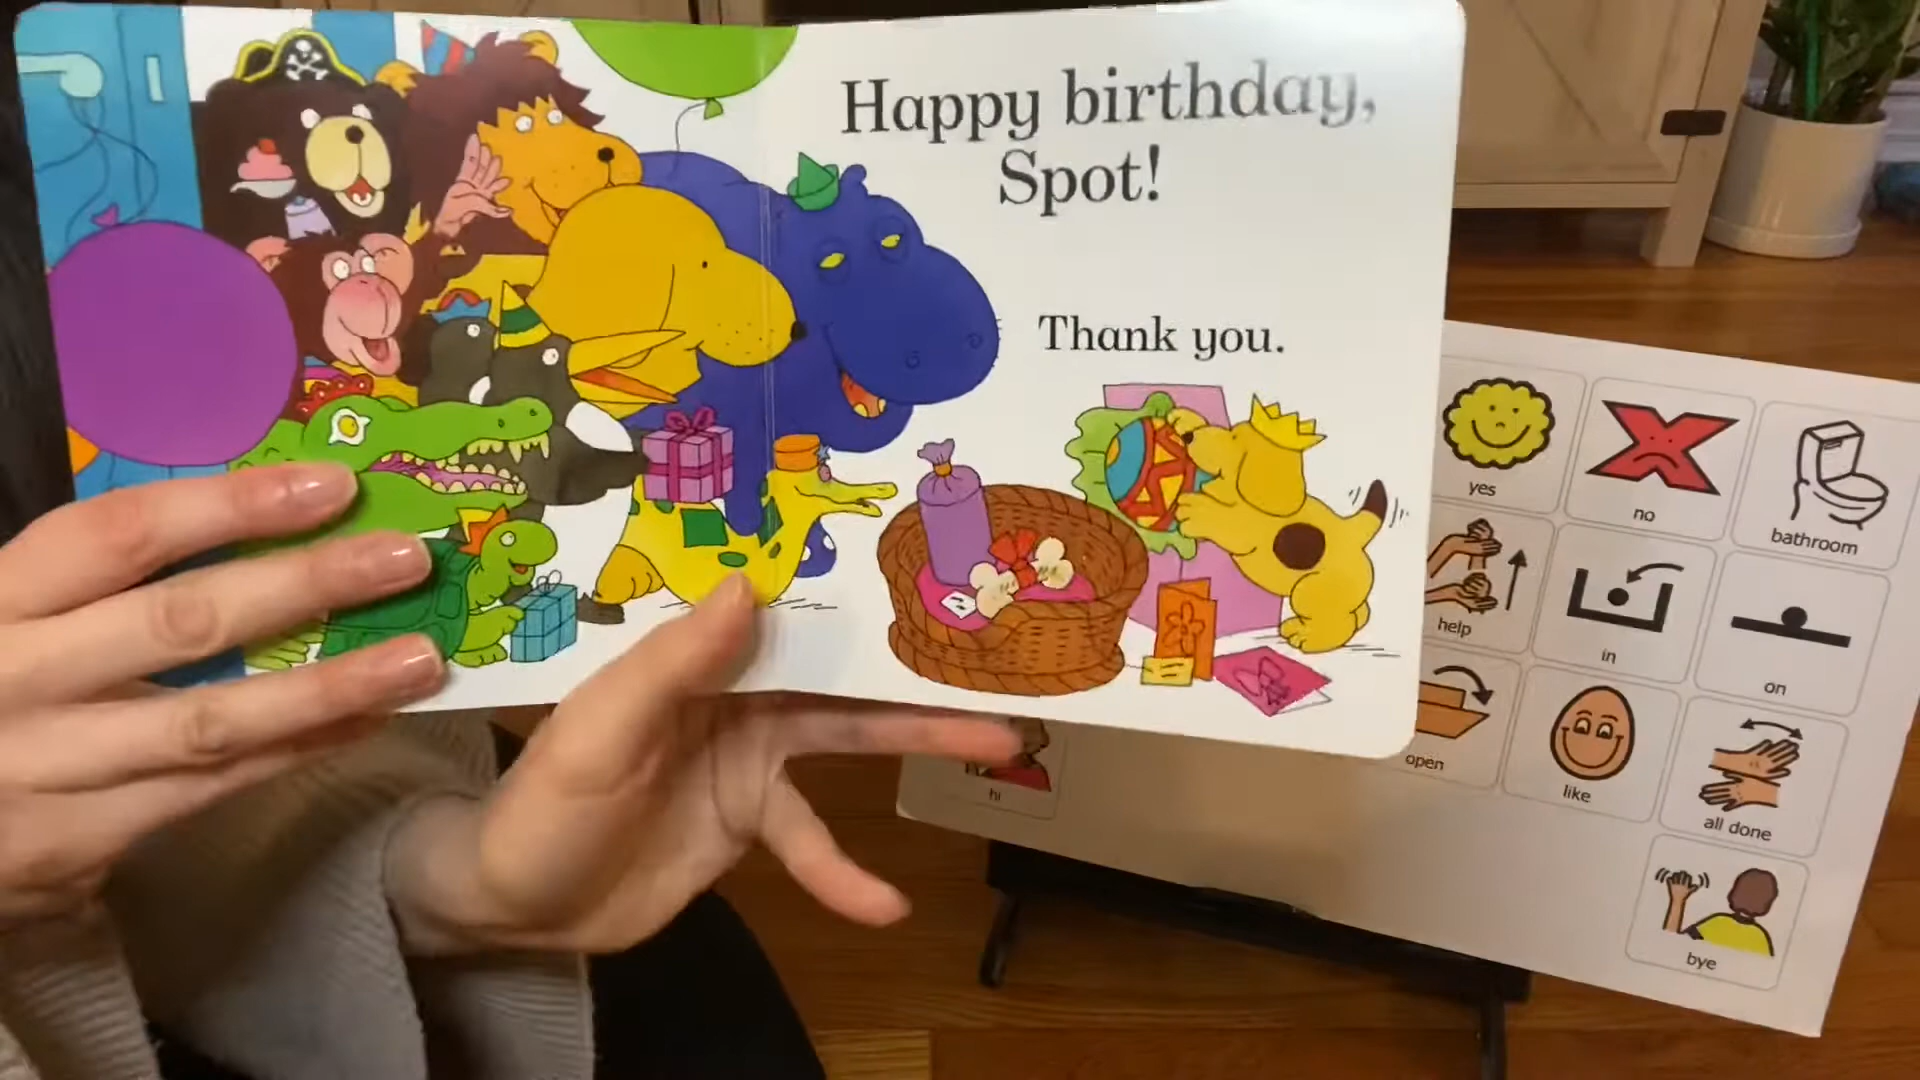 Happy birthday,
Spot!
Thank you.
yes
no
bathroom
help
in
on
open
like
all done
hi
bye